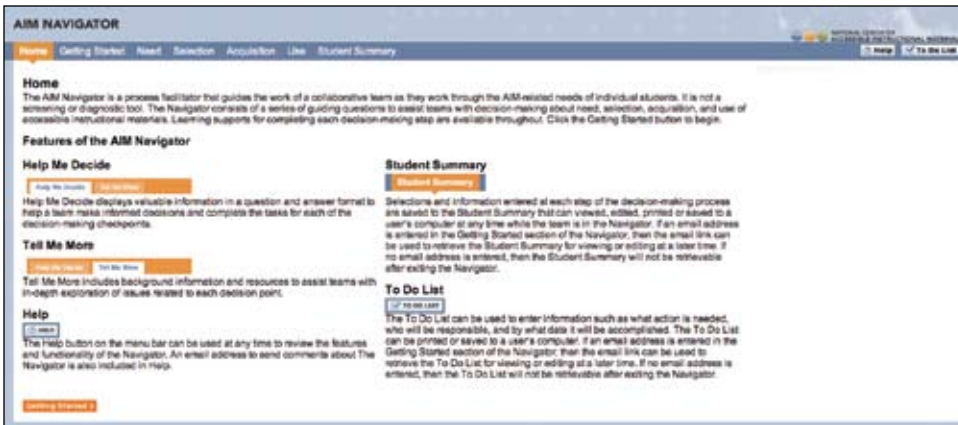 AIM NAVIGATOR
NATIONAL CENTER ON
ACCESSIBLE INSTRUCTIONAL MATERIALS
Home Getting Started Need Selection Acquisition Use Student Summary
Help To Do List
Home
The AIM Navigator is a process facilitator that guides the work of a collaborative team as they work through the AIM-related needs of individual students. It is not a
screening or diagnostic tool. The Navigator consists of a series of guiding questions to assist teams with decision-making about need, selection, acquisition, and use of
accessible instructional materials. Learning supports for completing each decision-making step are available throughout. Click the Getting Started button to begin.
Features of the AIM Navigator
Help Me Decide
Help Me Decide Tell Me More
Help Me Decide displays valuable information in a question and answer format to
help a team make informed decisions and complete the tasks for each of the
decision-making checkpoints.
Tell Me More
Help Me Decide Tell Me More
Tell Me More includes background information and resources to assist teams with
in-depth exploration of issues related to each decision point.
Help
HELP
The Help button on the menu bar can be used at any time to review the features
and functionality of the Navigator. An email address to send comments about The
Navigator is also included in Help.
Getting Started >
Student Summary
Student Summary
Selections and information entered at each step of the decision-making process
are saved to the Student Summary that can viewed, edited, printed or saved to a
user's computer at any time while the team is in the Navigator. If an email address
is entered in the Getting Started section of the Navigator, then the email link can
be used to retrieve the Student Summary for viewing or editing at a later time. If
no email address is entered, then the Student Summary will not be retrievable
after exiting the Navigator.
To Do List
TO DO LIST
The To Do List can be used to enter information such as what action is needed,
who will be responsible, and by what date it will be accomplished. The To Do List
can be printed or saved to a user's computer. If an email address is entered in the
Getting Started section of the Navigator, then the email link can be used to
retrieve the To Do List for viewing or editing at a later time. If no email address is
entered, then the To Do List will not be retrievable after exiting the Navigator.